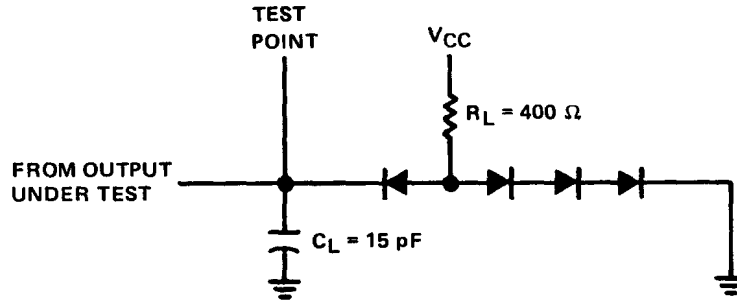 TEST
POINT
VCC
RL = 400 Ω
FROM OUTPUT
UNDER TEST
CL = 15 pF